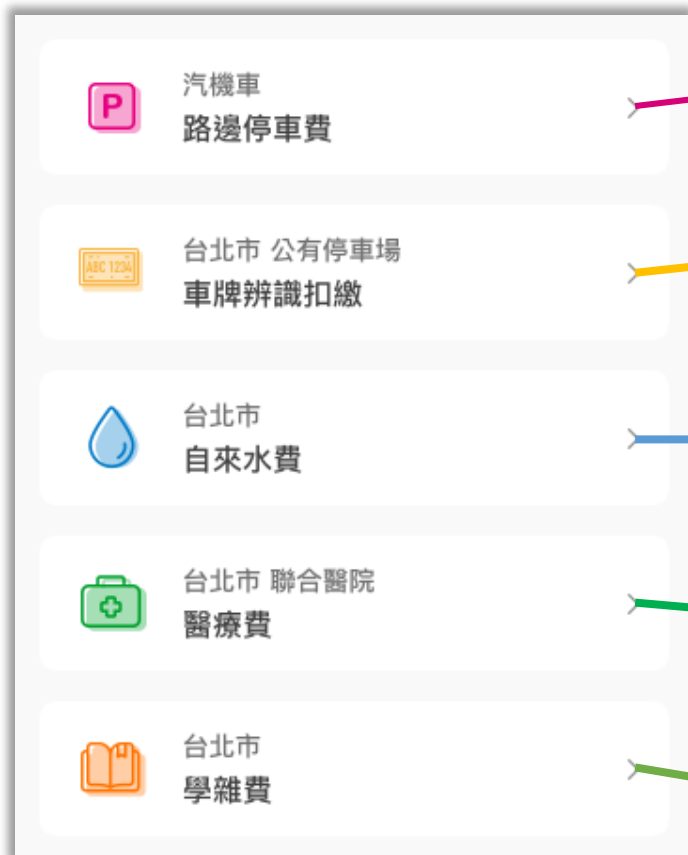 P
汽機車
路邊停車費
ABC 1234
台北市 公有停車場
車牌辨識扣繳
台北市
自來水費
台北市 聯合醫院
醫療費
台北市
學雜費